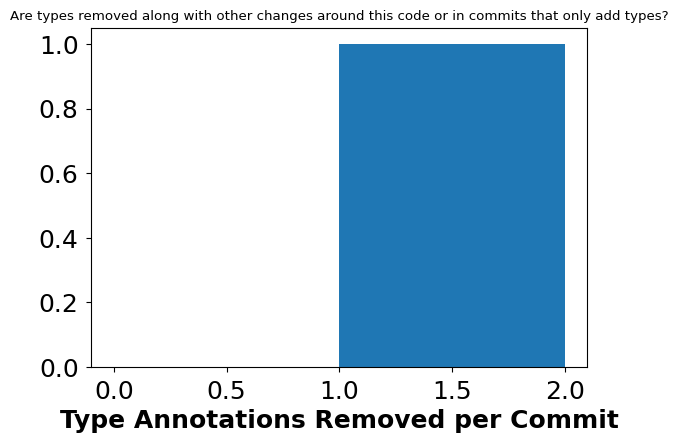 Are types removed along with other changes around this code or in commits that only add types?
1.0
0.8
0.6
0.4
0.2
0.0
0.0 0.5 1.0 1.5 2.0
Type Annotations Removed per Commit